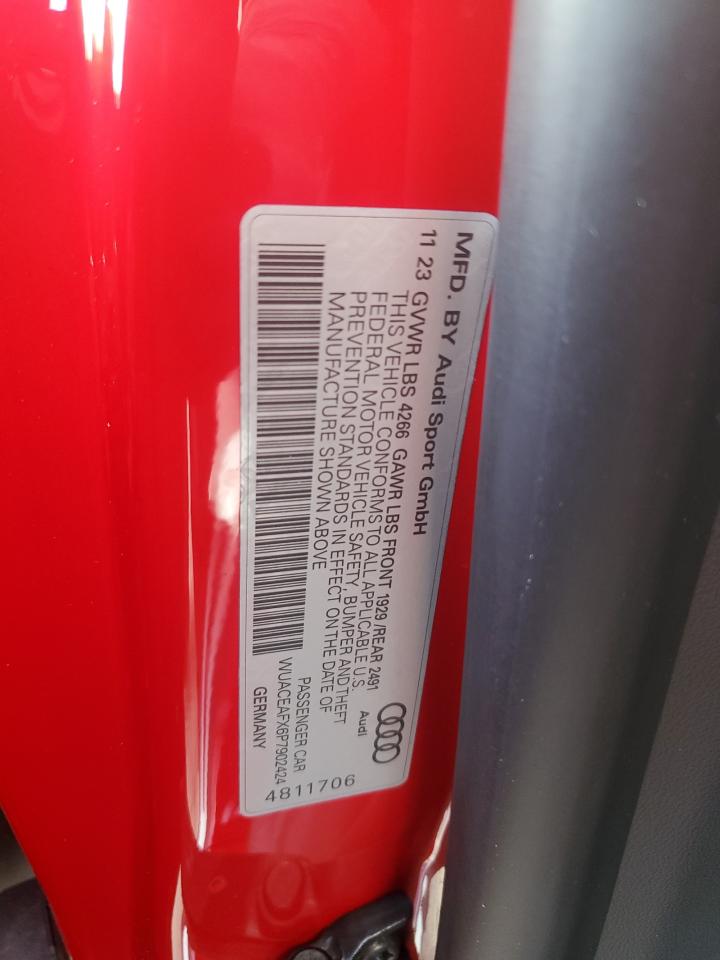 MFD. BY Audi Sport GmbH
11 23 GVWR LBS 4266 GAWR LBS FRONT 1929 /REAR 2491
THIS VEHICLE CONFORMS TO ALL APPLICABLE U.S.
FEDERAL MOTOR VEHICLE SAFETY, BUMPER AND THEFT
PREVENTION STANDARDS IN EFFECT ON THE DATE OF
MANUFACTURE SHOWN ABOVE
Audi
PASSENGER CAR
WUACEAFX6P7902424
GERMANY
4811706